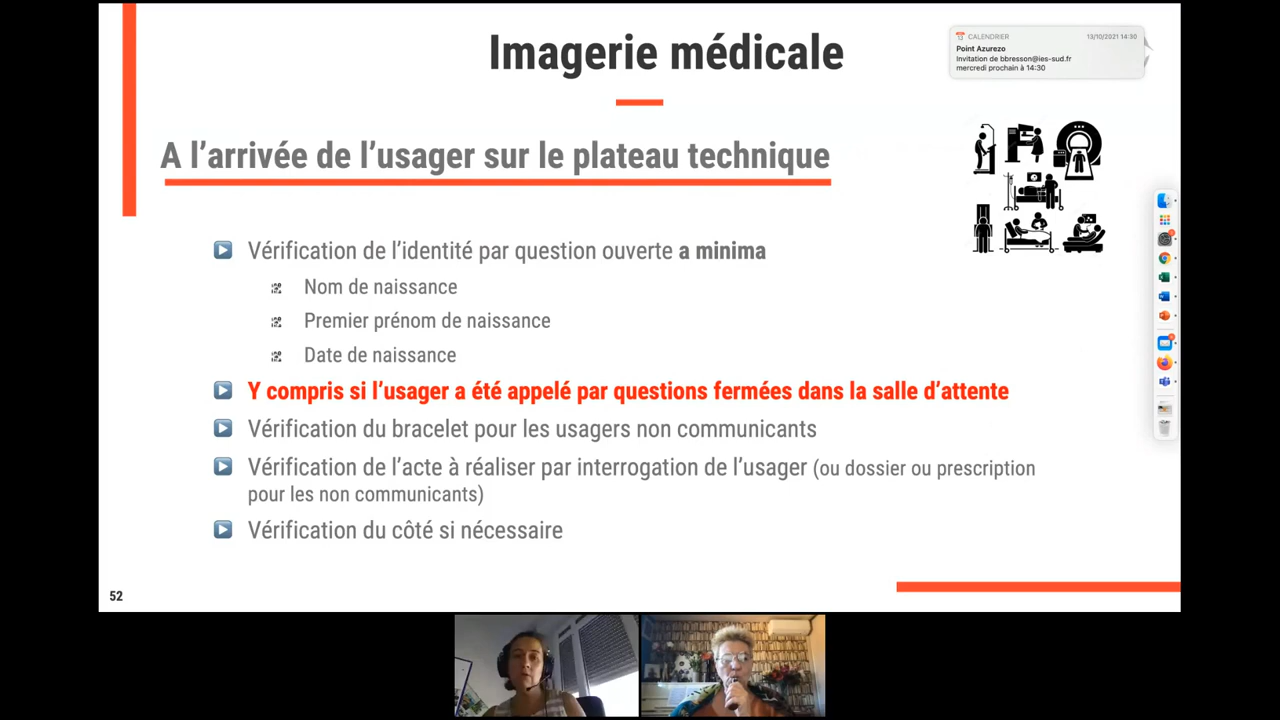 Imagerie médicale
CALENDRIER 13/10/2021 14:30
Point Azurezo
Invitation de bbresson@ies-sud.fr
mercredi prochain à 14:30
A l’arrivée de l’usager sur le plateau technique
Vérification de l’identité par question ouverte a minima
Nom de naissance
Premier prénom de naissance
Date de naissance
Y compris si l’usager a été appelé par questions fermées dans la salle d’attente
Vérification du bracelet pour les usagers non communicants
Vérification de l’acte à réaliser par interrogation de l’usager (ou dossier ou prescription
pour les non communicants)
Vérification du côté si nécessaire
52